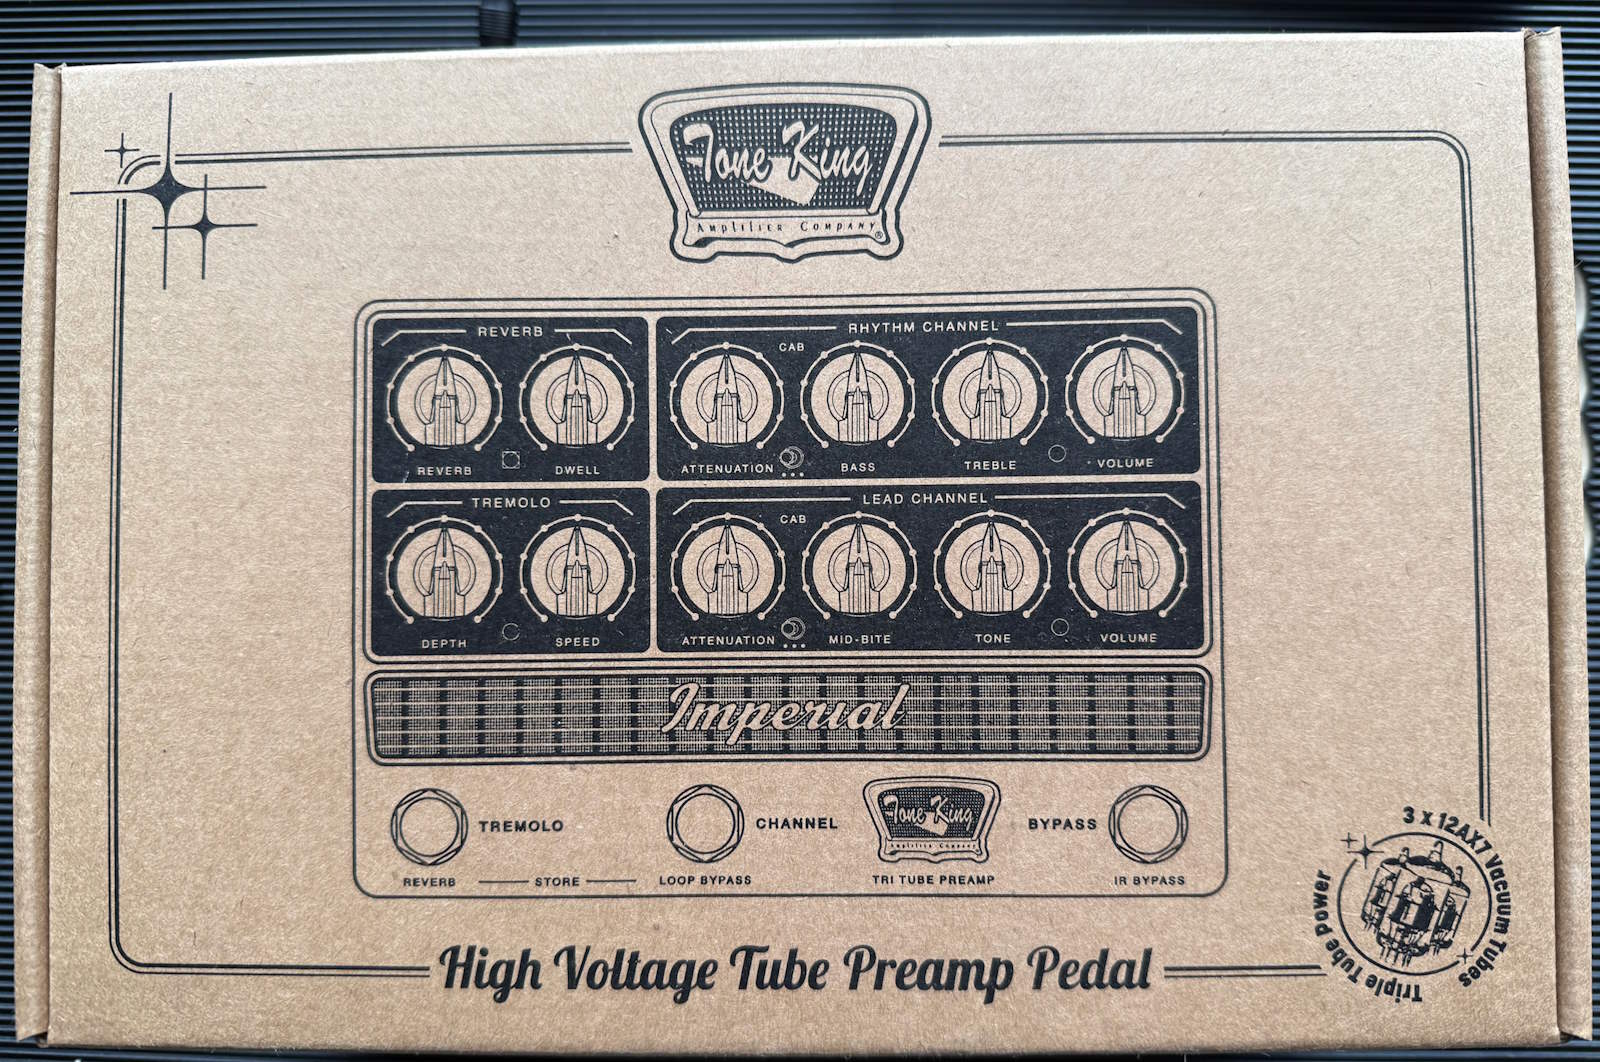 Tone King
Amplifier Company®
REVERB
RHYTHM CHANNEL
CAB
REVERB
DWELL
ATTENUATION
BASS
TREBLE
VOLUME
TREMOLO
LEAD CHANNEL
CAB
DEPTH
SPEED
ATTENUATION
MID-BITE
TONE
VOLUME
Imperial
TREMOLO
CHANNEL
Tone King
Amplifier Company
BYPASS
REVERB
STORE
LOOP BYPASS
TRI TUBE PREAMP
IR BYPASS
3 x 12AX7 Vacuum Tubes
Triple Tube Power
High Voltage Tube Preamp Pedal